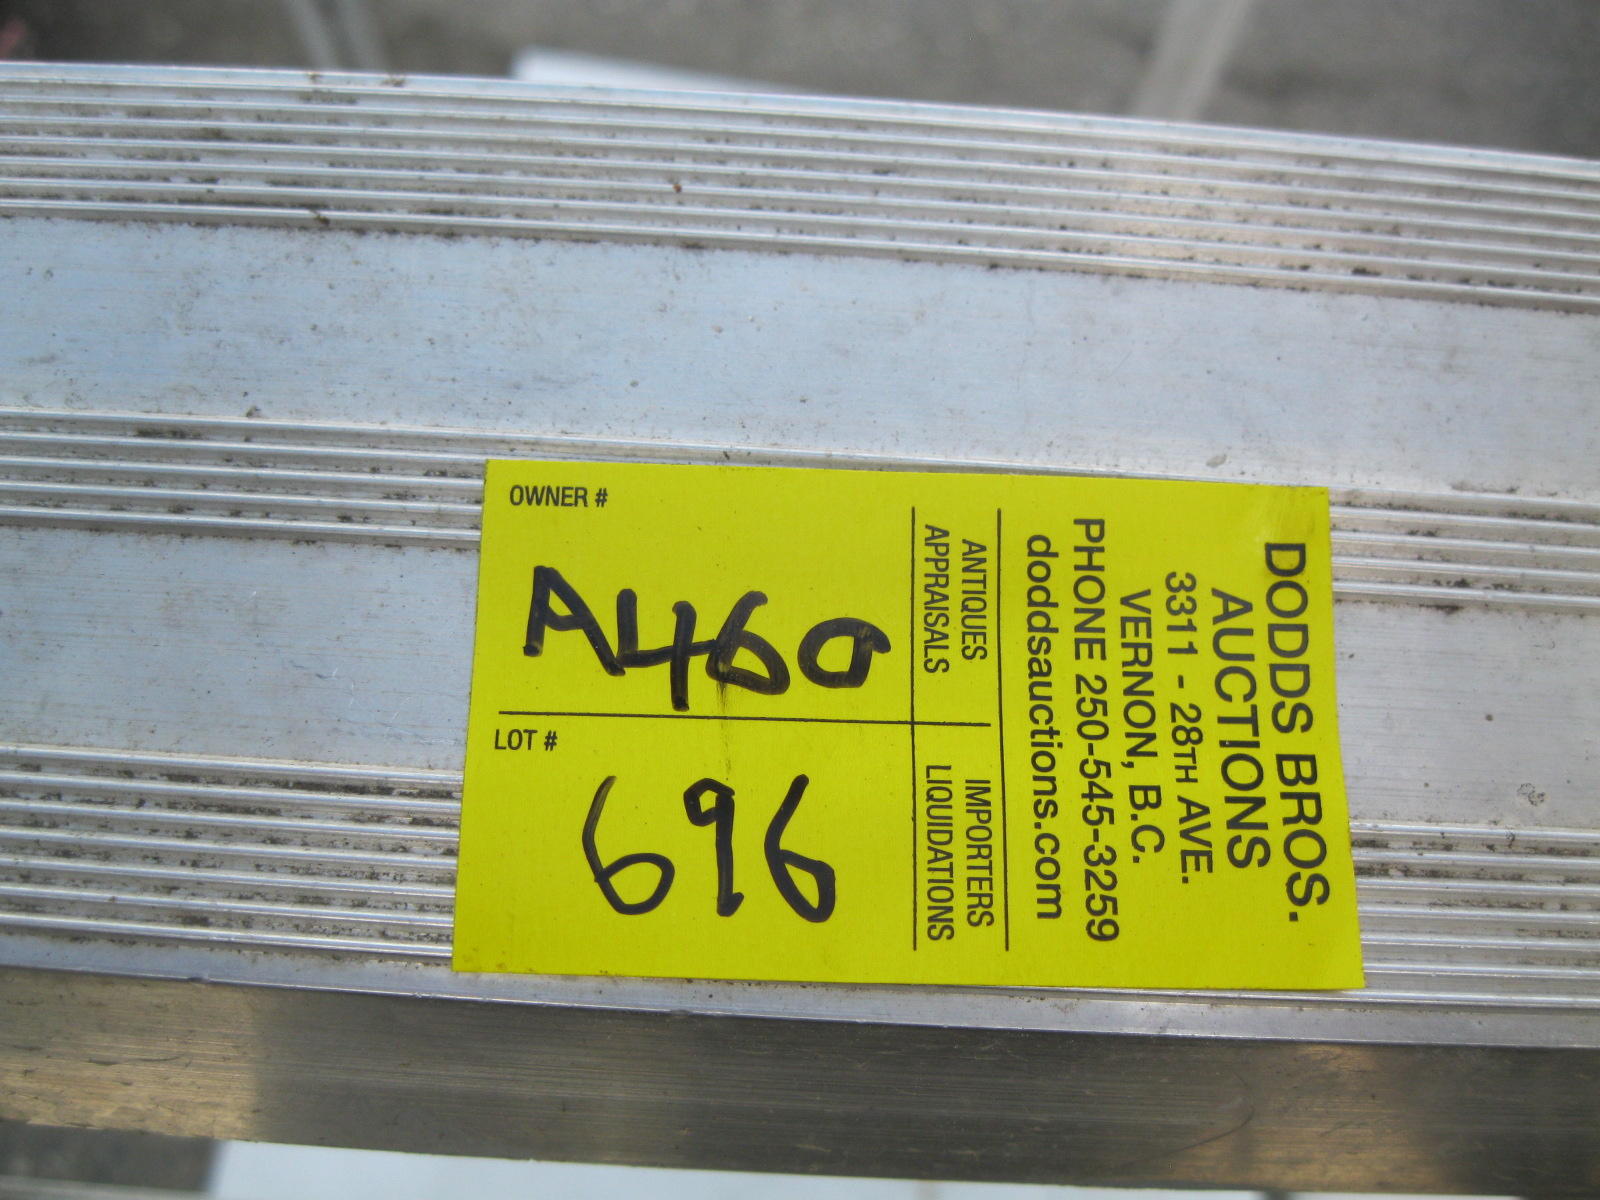 DODDS BROS.
AUCTIONS
3311 - 28TH AVE.
VERNON, B.C.
PHONE 250-545-3259
doddsauctions.com
ANTIQUES
APPRAISALS
IMPORTERS
LIQUIDATIONS
OWNER #
A460
LOT #
696